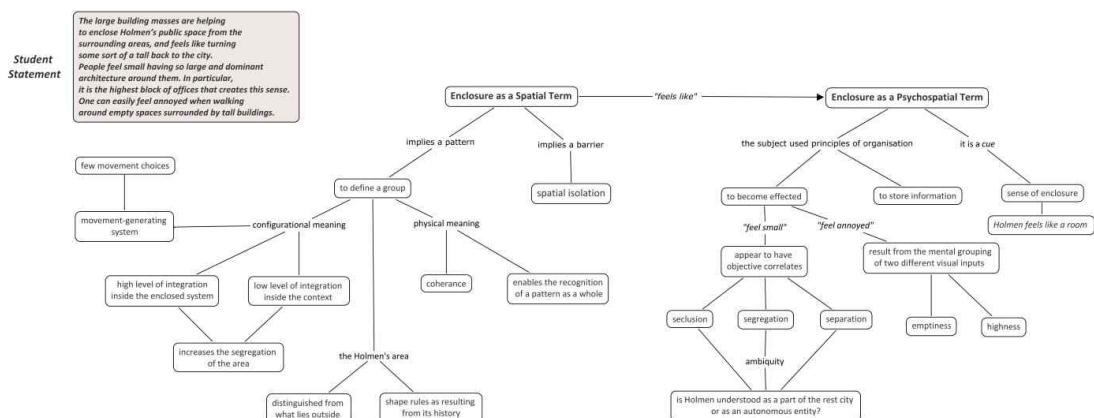 Student
Statement
The large building masses are helping
to enclose Holmen's public space from the
surrounding areas, and feels like turning
some sort of a tall back to the city.
People feel small having so large and dominant
architecture around them. In particular,
it is the highest block of offices that creates this sense.
One can easily feel annoyed when walking
around empty spaces surrounded by tall buildings.
Enclosure as a Spatial Term
"feels like"
Enclosure as a Psychospatial Term
implies a pattern
implies a barrier
the subject used principles of organisation
it is a cue
few movement choices
to define a group
spatial isolation
to become effected
to store information
sense of enclosure
movement-generating
system
configurational meaning
physical meaning
"feel small"
"feel annoyed"
Holmen feels like a room
high level of integration
inside the enclosed system
low level of integration
inside the context
coherance
enables the recognition
of a pattern as a whole
appear to have
objective correlates
result from the mental grouping
of two different visual inputs
seclusion
segregation
separation
emptiness
highness
increases the segregation
of the area
the Holmen's area
ambiquity
distinguished from
what lies outside
shape rules as resulting
from its history
is Holmen understood as a part of the rest city
or as an autonomous entity?